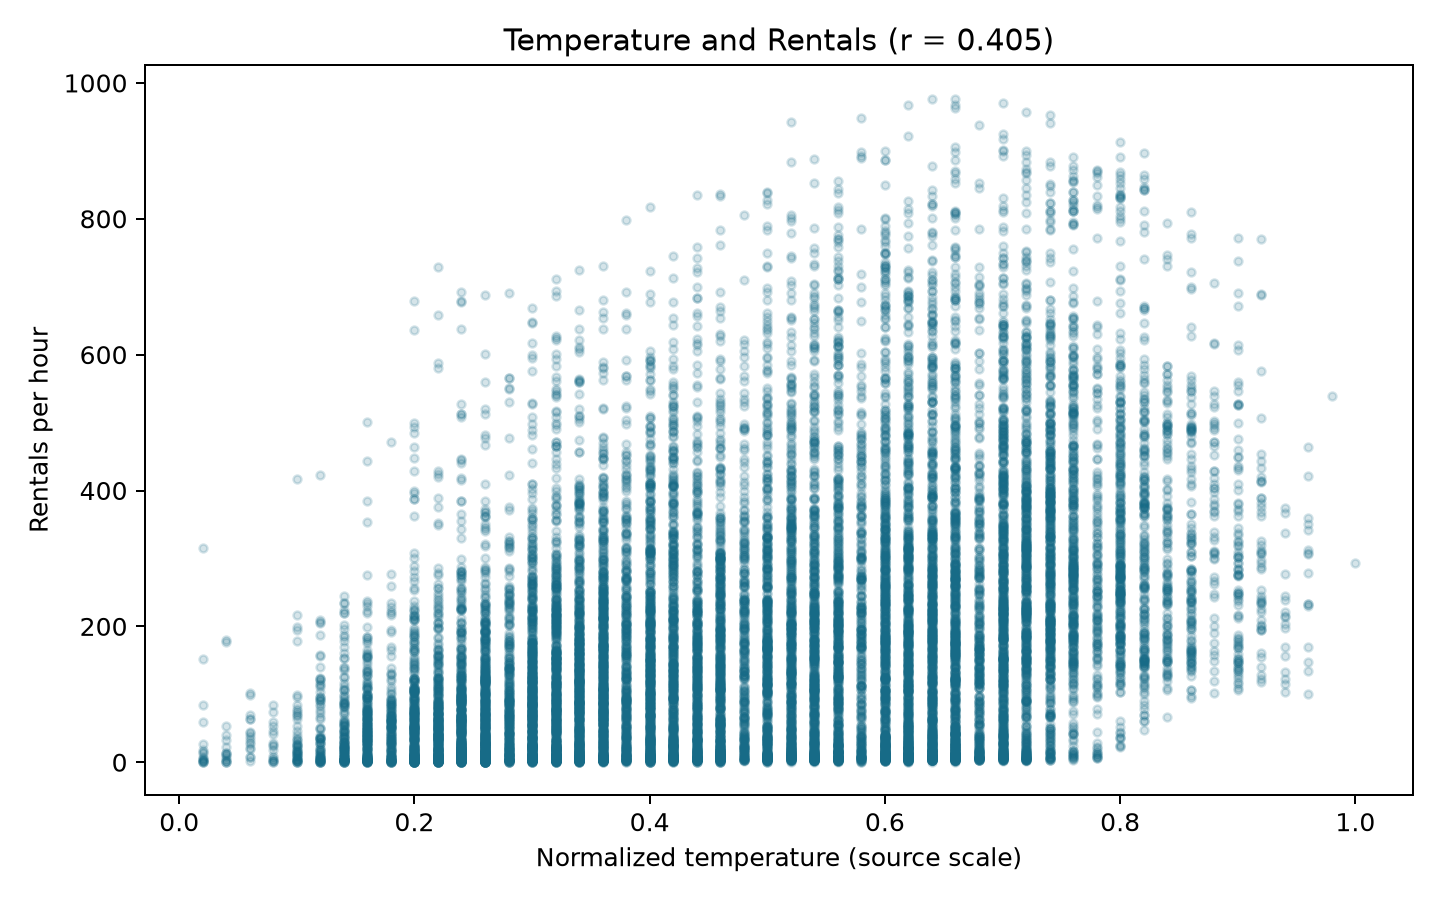 Temperature and Rentals (r = 0.405)
Rentals per hour
1000
800
600
400
200
0
0.0 0.2 0.4 0.6 0.8 1.0
Normalized temperature (source scale)